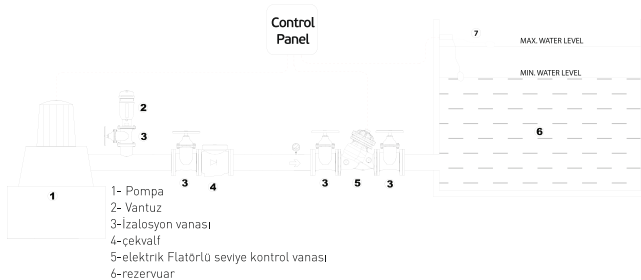 Control
Panel
7
MAX. WATER LEVEL
MIN. WATER LEVEL
2
3
6
1
3
4
3
5
3
1- Pompa
2- Vantuz
3-İzalosyon vanası
4-çekvalf
5-elektrik Flatörlü seviye kontrol vanası
6-rezervuar